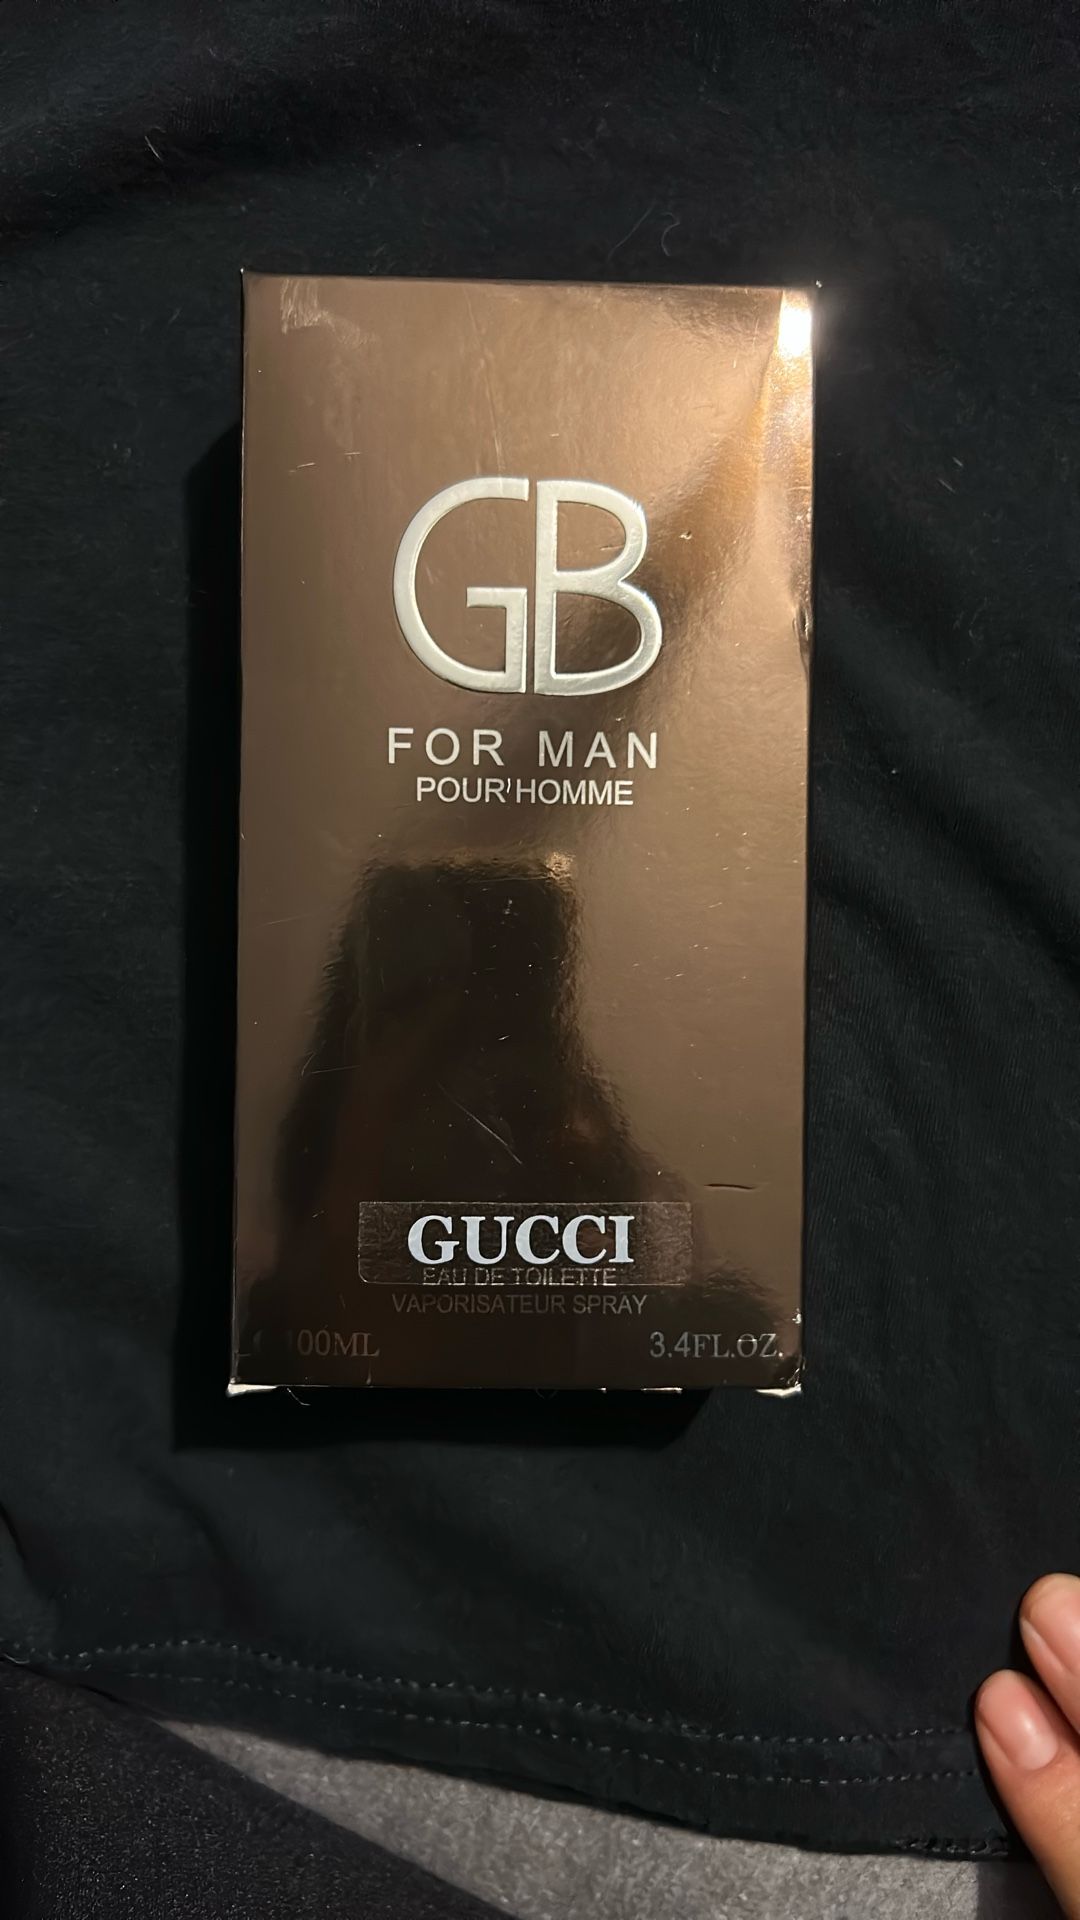 GB
FOR MAN
POUR'HOMME
GUCCI
EAU DE TOILETTE
VAPORISATEUR SPRAY
100ML 3.4FL.OZ.